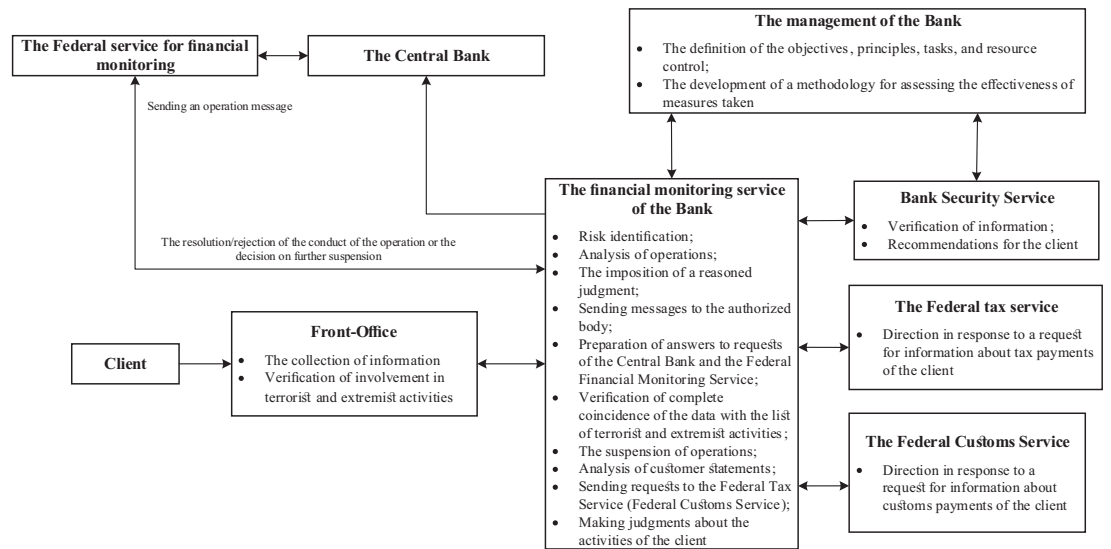 The management of the Bank
• The definition of the objectives, principles, tasks, and resource
control;
• The development of a methodology for assessing the effectiveness of
measures taken
The Federal service for financial
monitoring
The Central Bank
Sending an operation message
The financial monitoring service
of the Bank
• Risk identification;
• Analysis of operations;
• The imposition of a reasoned
judgment;
• Sending messages to the authorized
body;
• Preparation of answers to requests
of the Central Bank and the Federal
Financial Monitoring Service;
• Verification of complete
coincidence of the data with the list
of terrorist and extremist activities;
• The suspension of operations;
• Analysis of customer statements;
• Sending requests to the Federal Tax
Service (Federal Customs Service);
• Making judgments about the
activities of the client
Bank Security Service
• Verification of information;
• Recommendations for the client
The resolution/rejection of the conduct of the operation or the
decision on further suspension
The Federal tax service
• Direction in response to a request
for information about tax payments
of the client
Front-Office
• The collection of information
• Verification of involvement in
terrorist and extremist activities
Client
The Federal Customs Service
• Direction in response to a
request for information about
customs payments of the client